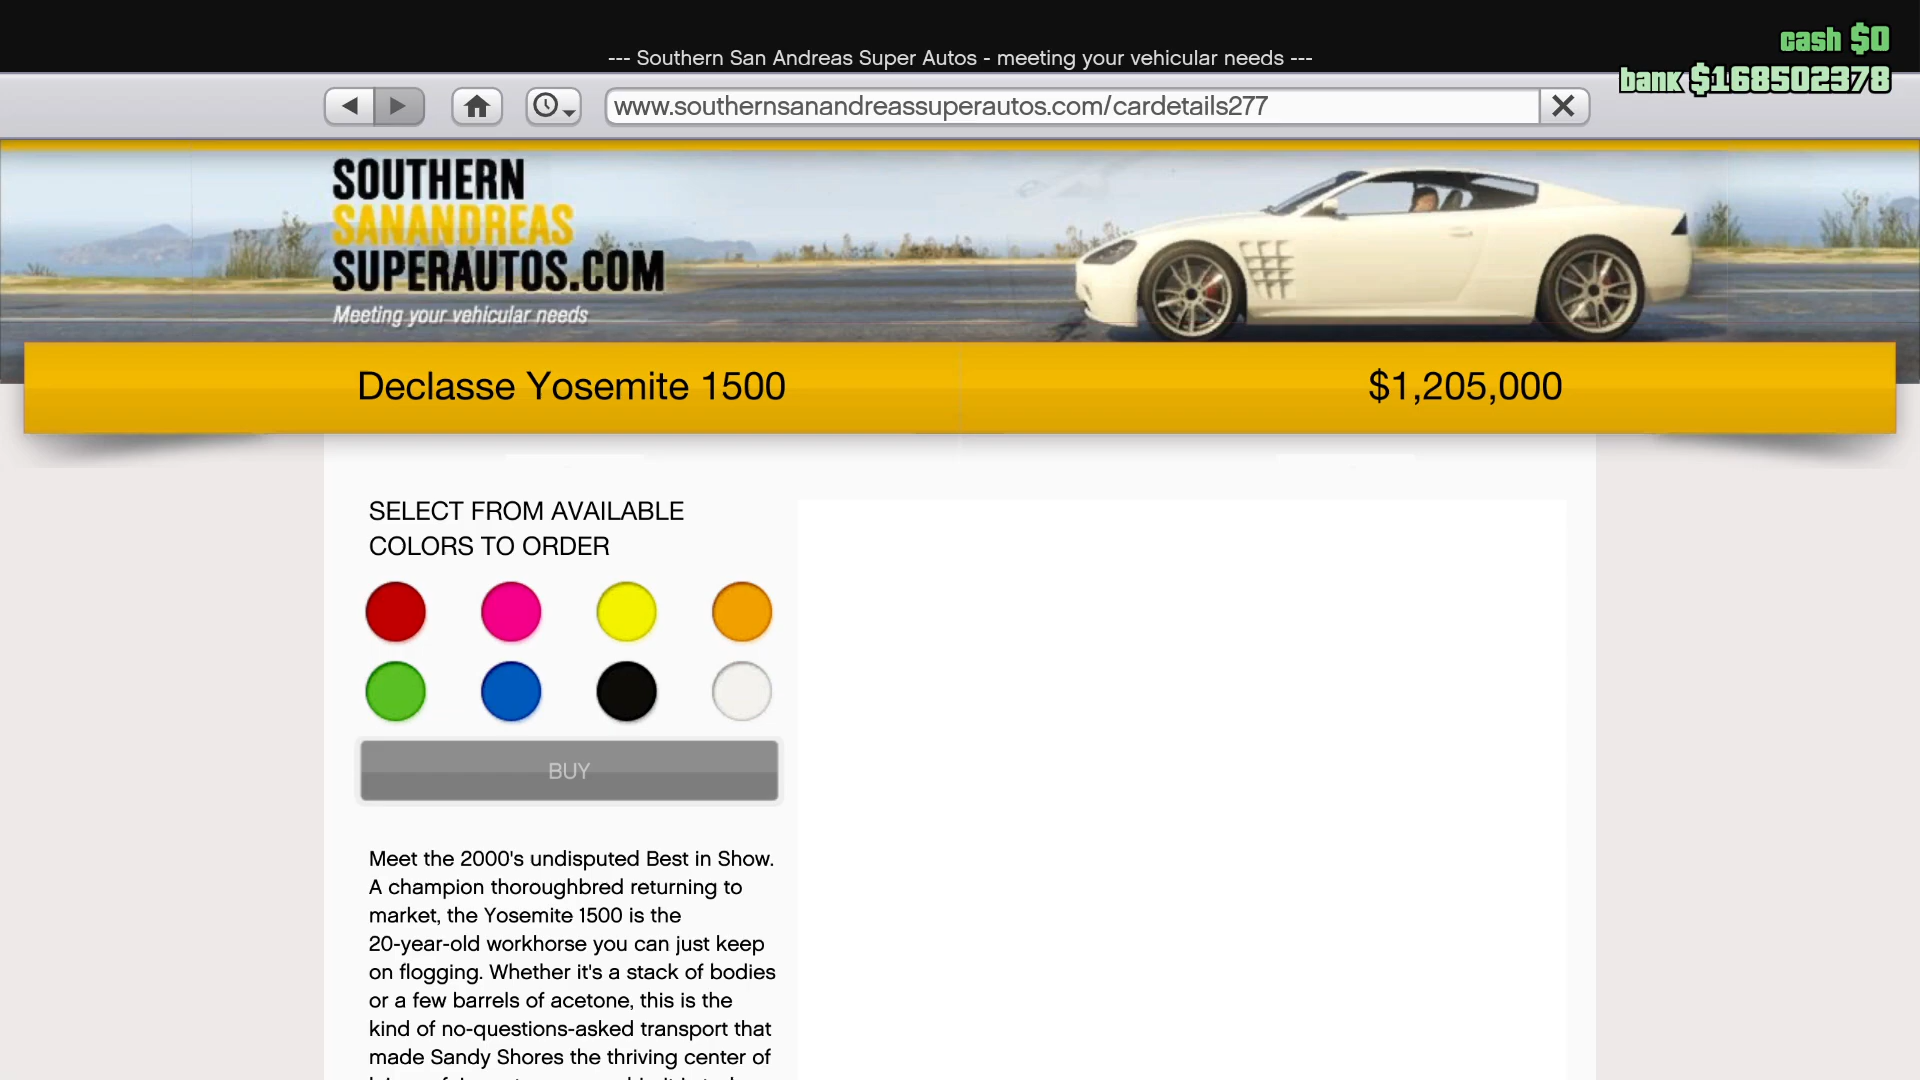 --- Southern San Andreas Super Autos - meeting your vehicular needs ---
cash $0
bank $168502378
www.southernsanandreassuperautos.com/cardetails277
SOUTHERN
SANANDREAS
SUPERAUTOS.COM
Meeting your vehicular needs
Declasse Yosemite 1500
$1,205,000
SELECT FROM AVAILABLE
COLORS TO ORDER
BUY
Meet the 2000's undisputed Best in Show.
A champion thoroughbred returning to
market, the Yosemite 1500 is the
20-year-old workhorse you can just keep
on flogging. Whether it's a stack of bodies
or a few barrels of acetone, this is the
kind of no-questions-asked transport that
made Sandy Shores the thriving center of